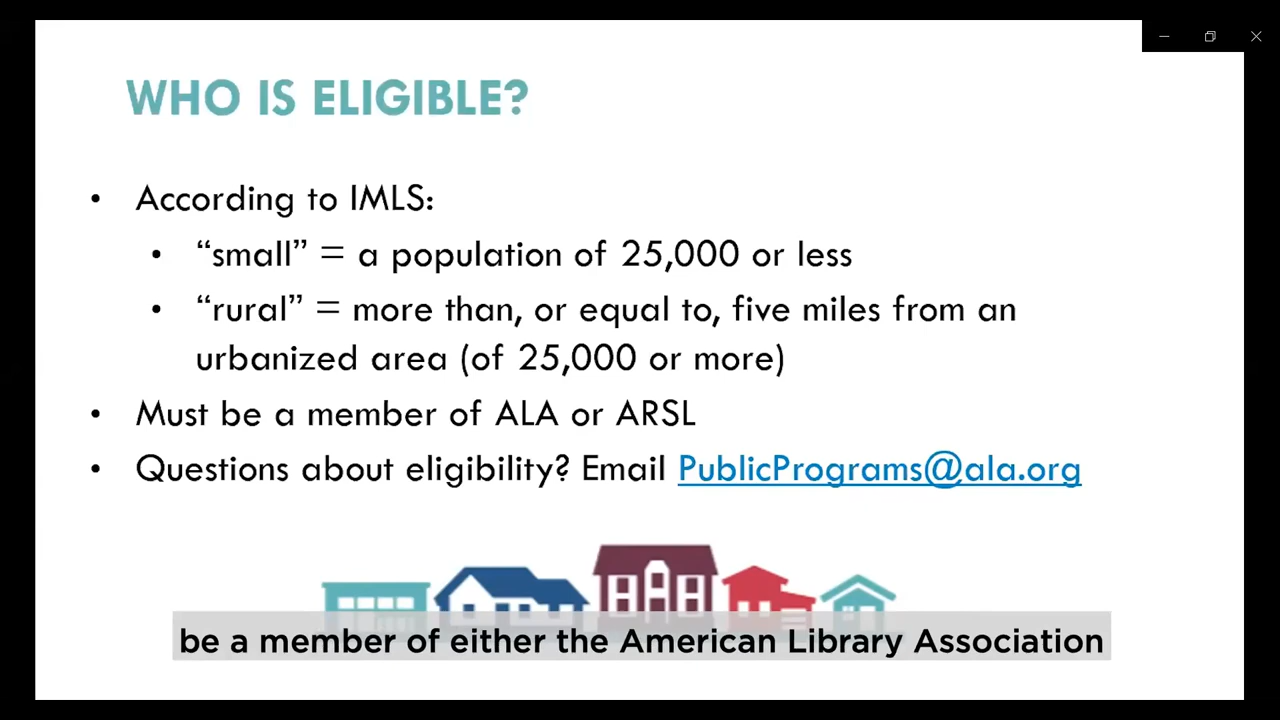 WHO IS ELIGIBLE?
• According to IMLS:
• “small” = a population of 25,000 or less
• “rural” = more than, or equal to, five miles from an
urbanized area (of 25,000 or more)
• Must be a member of ALA or ARSL
• Questions about eligibility? Email PublicPrograms@ala.org
be a member of either the American Library Association